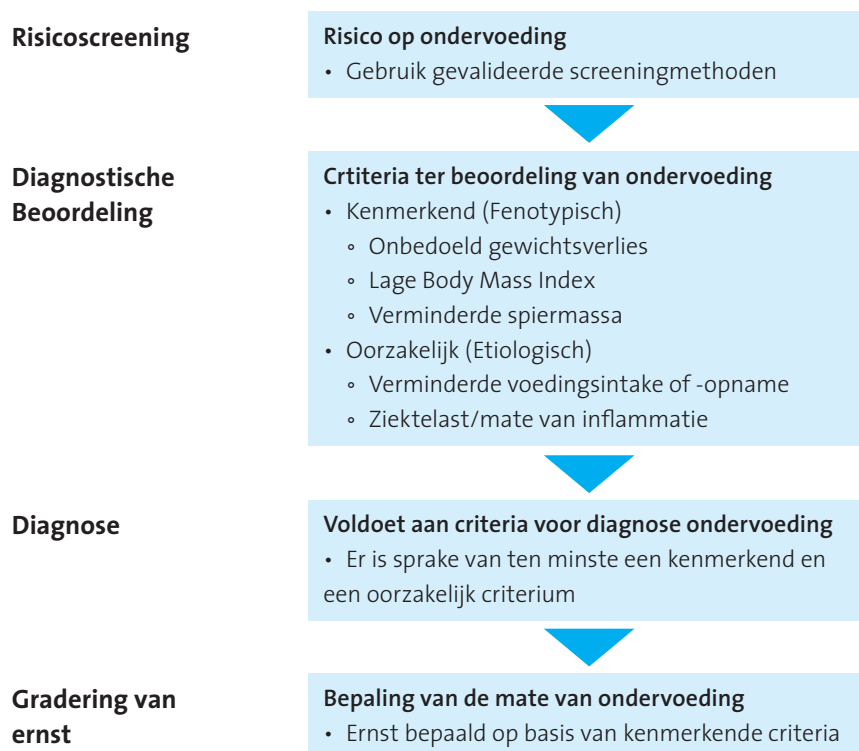 Risicoscreening
Risico op ondervoeding
• Gebruik gevalideerde screeningmethoden
Diagnostische
Beoordeling
Crtiteria ter beoordeling van ondervoeding
• Kenmerkend (Fenotypisch)
∘ Onbedoeld gewichtsverlies
∘ Lage Body Mass Index
∘ Verminderde spiermassa
• Oorzakelijk (Etiologisch)
∘ Verminderde voedingsintake of -opname
∘ Ziektelast/mate van inflammatie
Diagnose
Voldoet aan criteria voor diagnose ondervoeding
• Er is sprake van ten minste een kenmerkend en
een oorzakelijk criterium
Gradering van
ernst
Bepaling van de mate van ondervoeding
• Ernst bepaald op basis van kenmerkende criteria